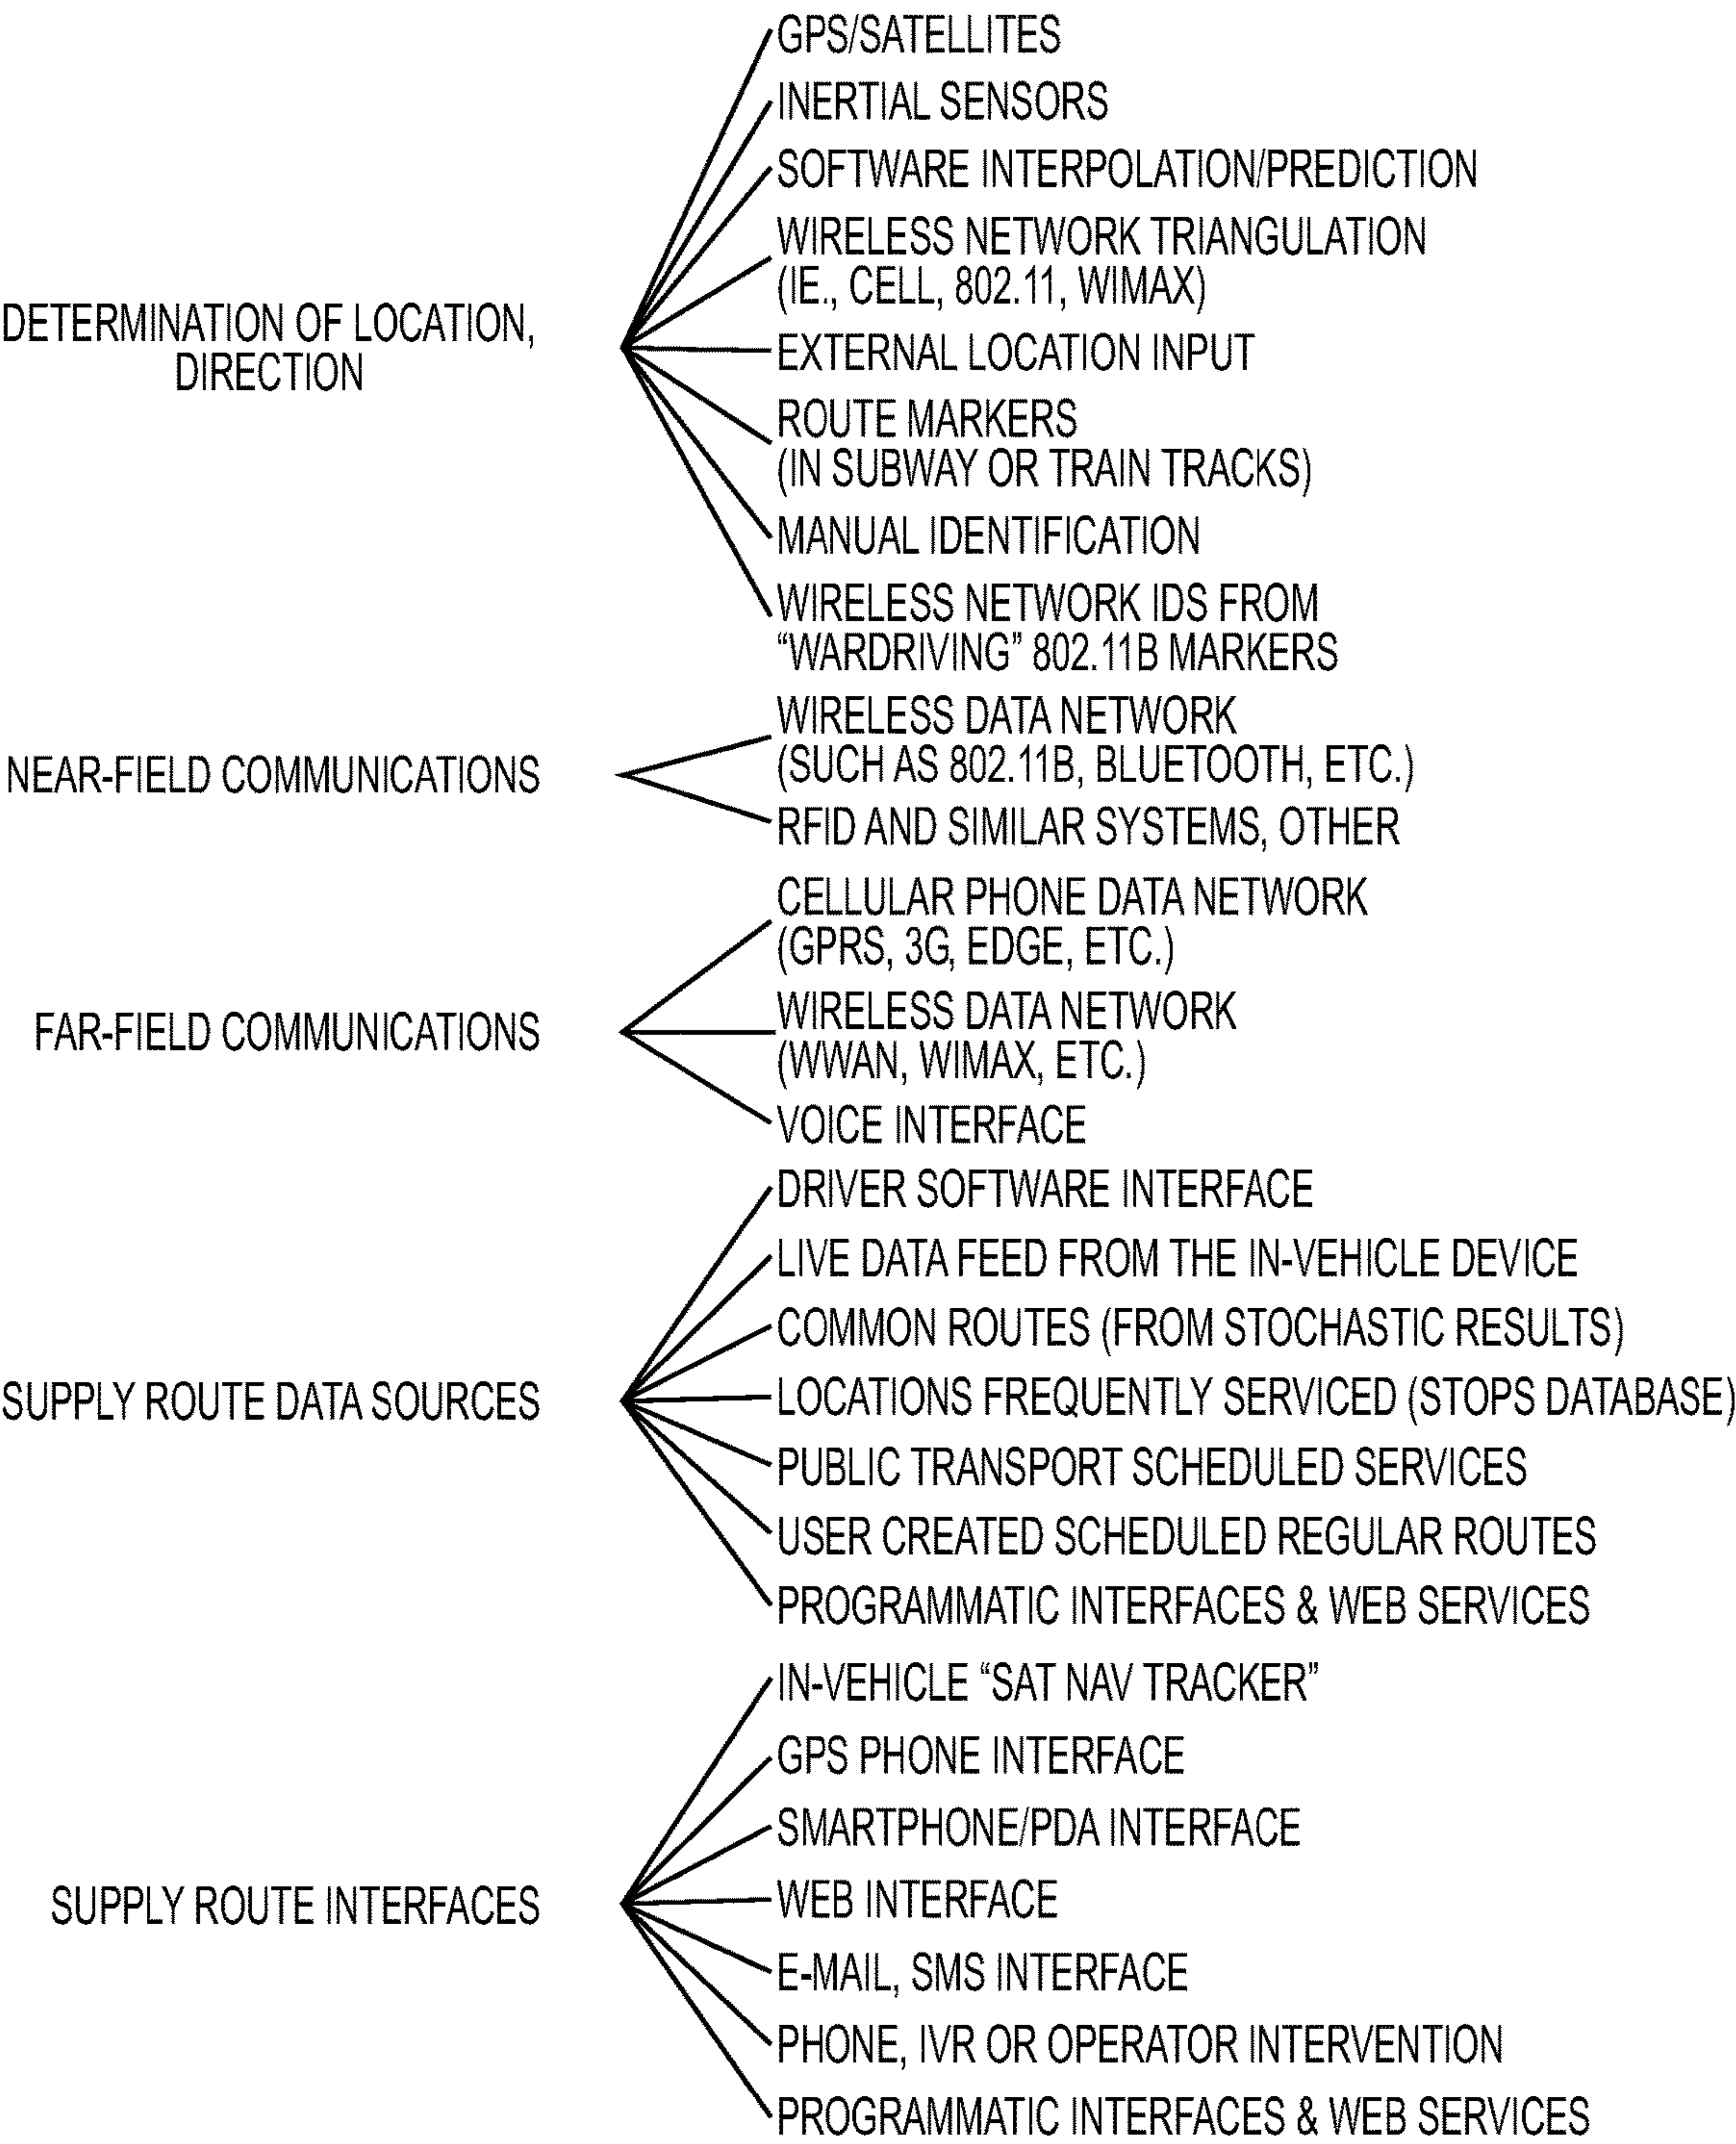 GPS/SATELLITES
INERTIAL SENSORS
SOFTWARE INTERPOLATION/PREDICTION
WIRELESS NETWORK TRIANGULATION
(IE., CELL, 802.11, WIMAX)
DETERMINATION OF LOCATION,
DIRECTION
EXTERNAL LOCATION INPUT
ROUTE MARKERS
(IN SUBWAY OR TRAIN TRACKS)
MANUAL IDENTIFICATION
WIRELESS NETWORK IDS FROM
“WARDRIVING” 802.11B MARKERS
NEAR-FIELD COMMUNICATIONS
WIRELESS DATA NETWORK
(SUCH AS 802.11B, BLUETOOTH, ETC.)
RFID AND SIMILAR SYSTEMS, OTHER
FAR-FIELD COMMUNICATIONS
CELLULAR PHONE DATA NETWORK
(GPRS, 3G, EDGE, ETC.)
WIRELESS DATA NETWORK
(WWAN, WIMAX, ETC.)
VOICE INTERFACE
SUPPLY ROUTE DATA SOURCES
DRIVER SOFTWARE INTERFACE
LIVE DATA FEED FROM THE IN-VEHICLE DEVICE
COMMON ROUTES (FROM STOCHASTIC RESULTS)
LOCATIONS FREQUENTLY SERVICED (STOPS DATABASE)
PUBLIC TRANSPORT SCHEDULED SERVICES
USER CREATED SCHEDULED REGULAR ROUTES
PROGRAMMATIC INTERFACES & WEB SERVICES
SUPPLY ROUTE INTERFACES
IN-VEHICLE “SAT NAV TRACKER”
GPS PHONE INTERFACE
SMARTPHONE/PDA INTERFACE
WEB INTERFACE
E-MAIL, SMS INTERFACE
PHONE, IVR OR OPERATOR INTERVENTION
PROGRAMMATIC INTERFACES & WEB SERVICES